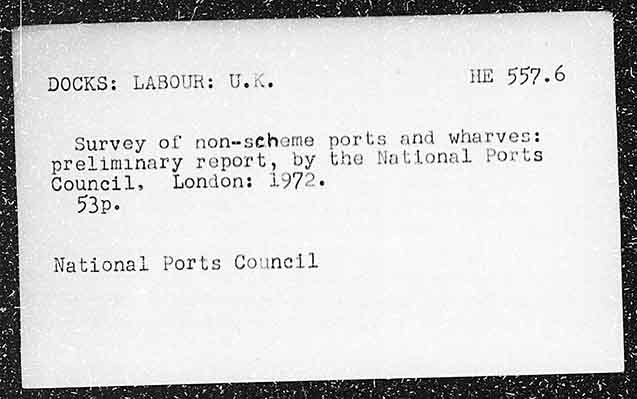 DOCKS: LABOUR: U.K. HE 557.6
Survey of non-scheme ports and wharves:
preliminary report, by the National Ports
Council, London: 1972.
53p.
National Ports Council